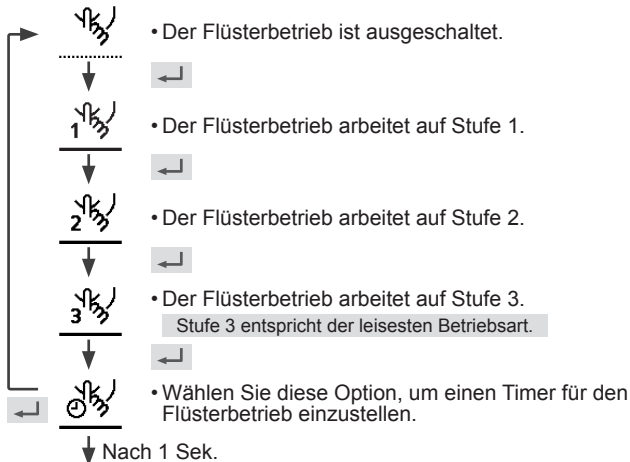 • Der Flüsterbetrieb ist ausgeschaltet.
1
• Der Flüsterbetrieb arbeitet auf Stufe 1.
2
• Der Flüsterbetrieb arbeitet auf Stufe 2.
3
• Der Flüsterbetrieb arbeitet auf Stufe 3.
Stufe 3 entspricht der leisesten Betriebsart.
• Wählen Sie diese Option, um einen Timer für den
Flüsterbetrieb einzustellen.
Nach 1 Sek.